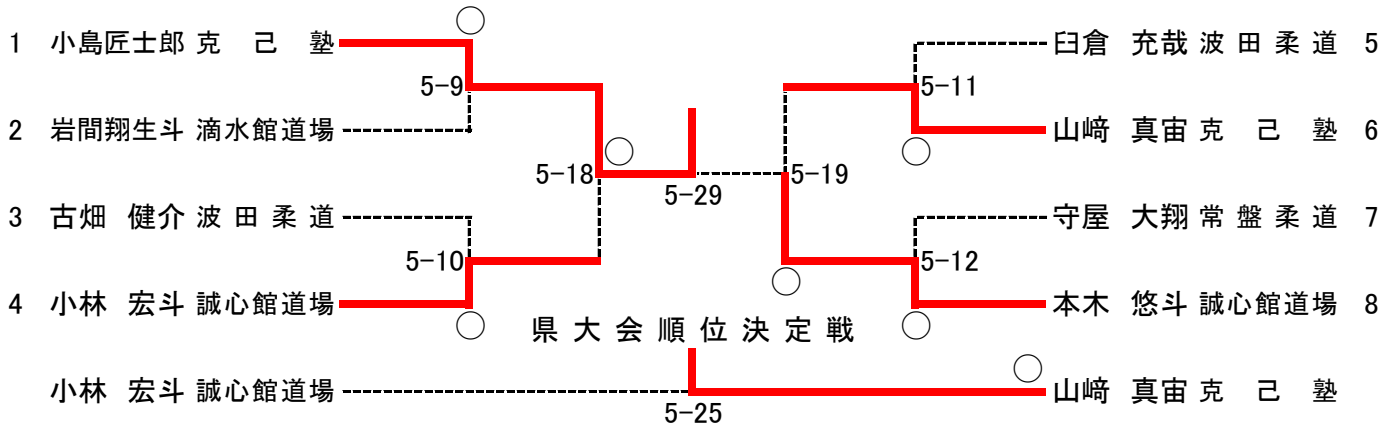 1 小島匠士郎 克 己 塾
5-9
2 岩間翔生斗 滴水館道場
5-18
3 古畑 健介 波 田 柔 道
5-10
4 小林 宏斗 誠心館道場
5-29
臼倉 充哉 波 田 柔 道 5
5-11
山﨑 真宙 克 己 塾 6
5-19
守屋 大翔 常 盤 柔 道 7
5-12
本木 悠斗 誠心館道場 8
県 大 会 順 位 決 定 戦
小林 宏斗 誠心館道場
5-25
山﨑 真宙 克 己 塾